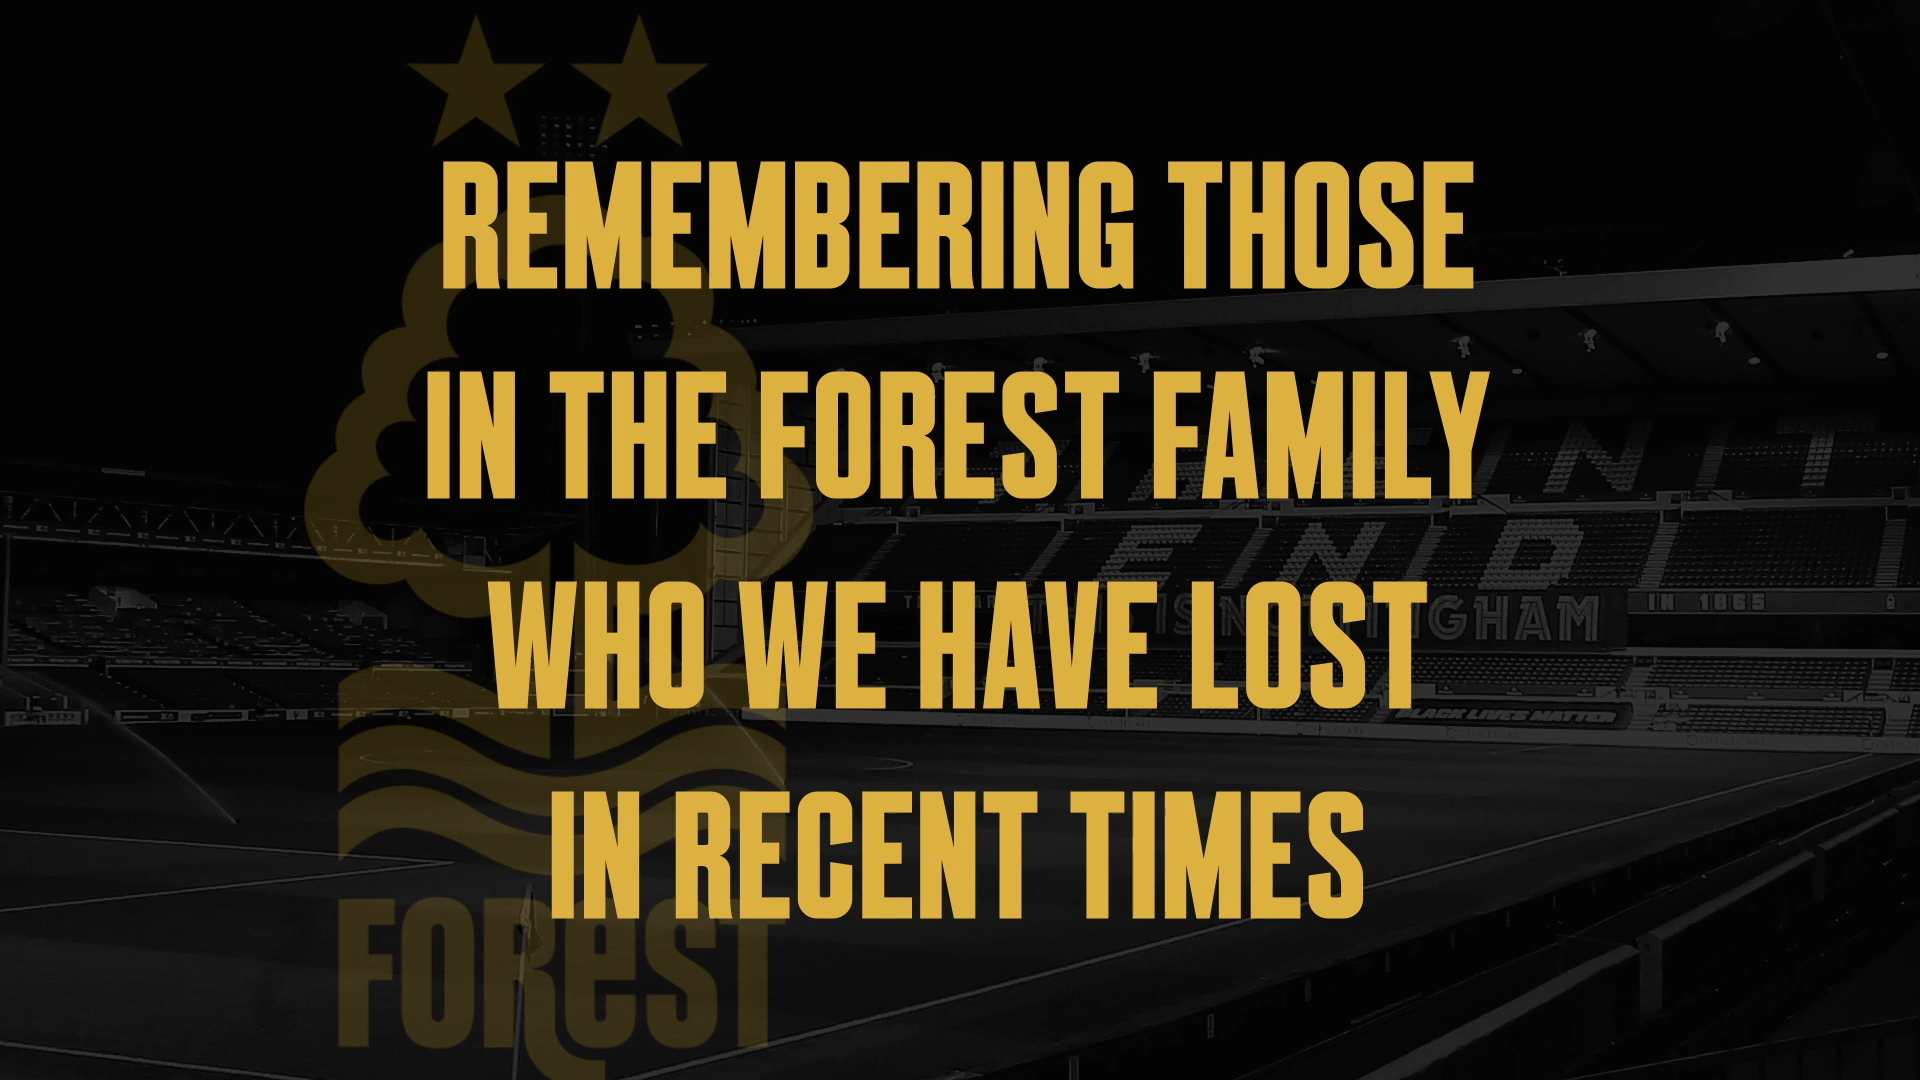 REMEMBERING THOSE
IN THE FOREST FAMILY
WHO WE HAVE LOST
IN RECENT TIMES
END
IN 1865
BLACK LIVES MATTER
FOREST